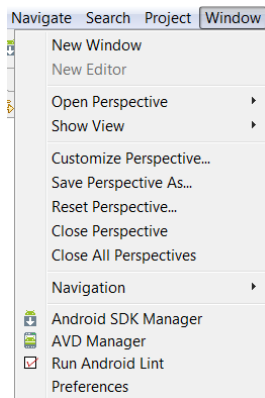 Navigate Search Project Window
New Window
New Editor
Open Perspective
Show View
Customize Perspective...
Save Perspective As...
Reset Perspective...
Close Perspective
Close All Perspectives
Navigation
Android SDK Manager
AVD Manager
Run Android Lint
Preferences